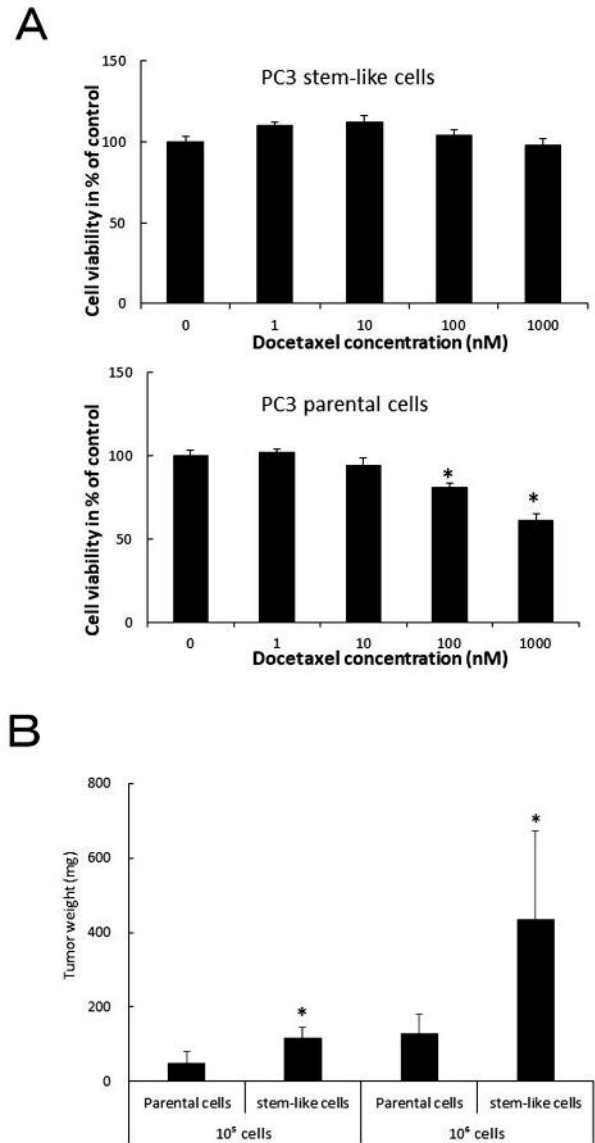 A
PC3 stem-like cells
Cell viability in % of control
150
100
50
0
0 1 10 100 1000
Docetaxel concentration (nM)
PC3 parental cells
Cell viability in % of control
150
100
50
0
*
*
0 1 10 100 1000
Docetaxel concentration (nM)
B
Tumor weight (mg)
800
600
400
200
0
*
*
Parental cells stem-like cells Parental cells stem-like cells
10⁵ cells 10⁶ cells